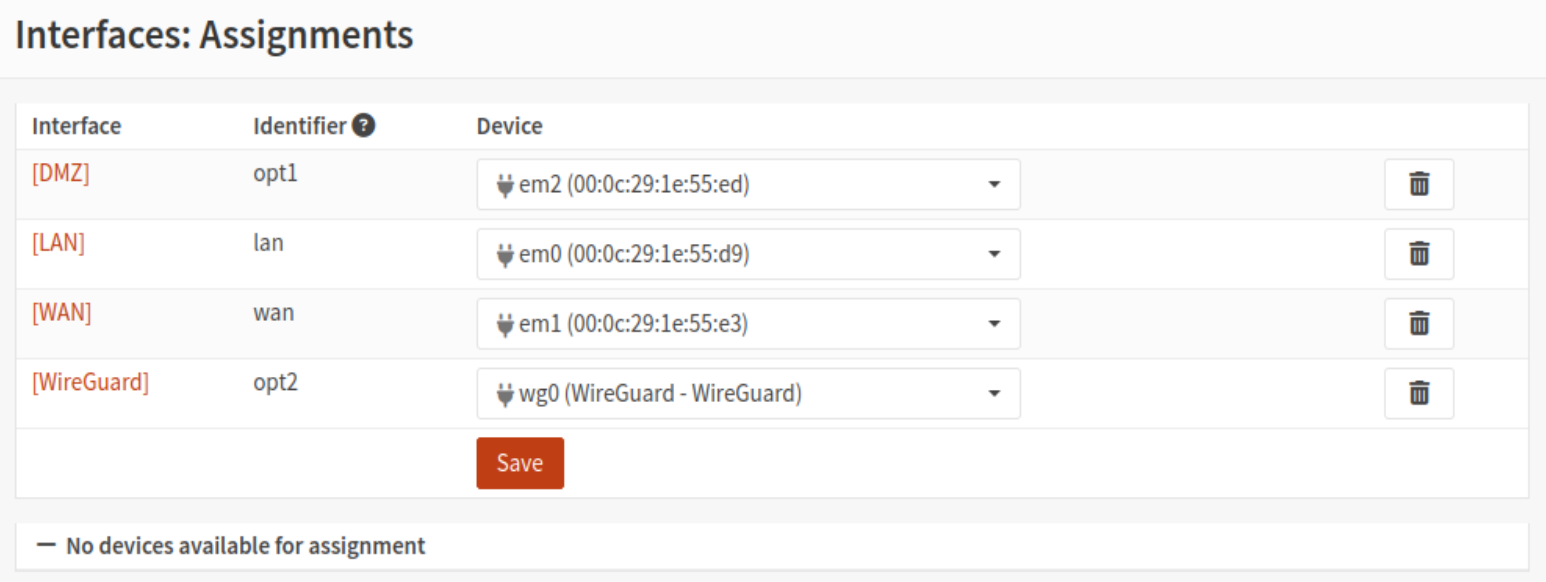 Interfaces: Assignments
Interface Identifier ? Device
[DMZ] opt1 em2 (00:0c:29:1e:55:ed)
[LAN] lan em0 (00:0c:29:1e:55:d9)
[WAN] wan em1 (00:0c:29:1e:55:e3)
[WireGuard] opt2 wg0 (WireGuard - WireGuard)
Save
No devices available for assignment